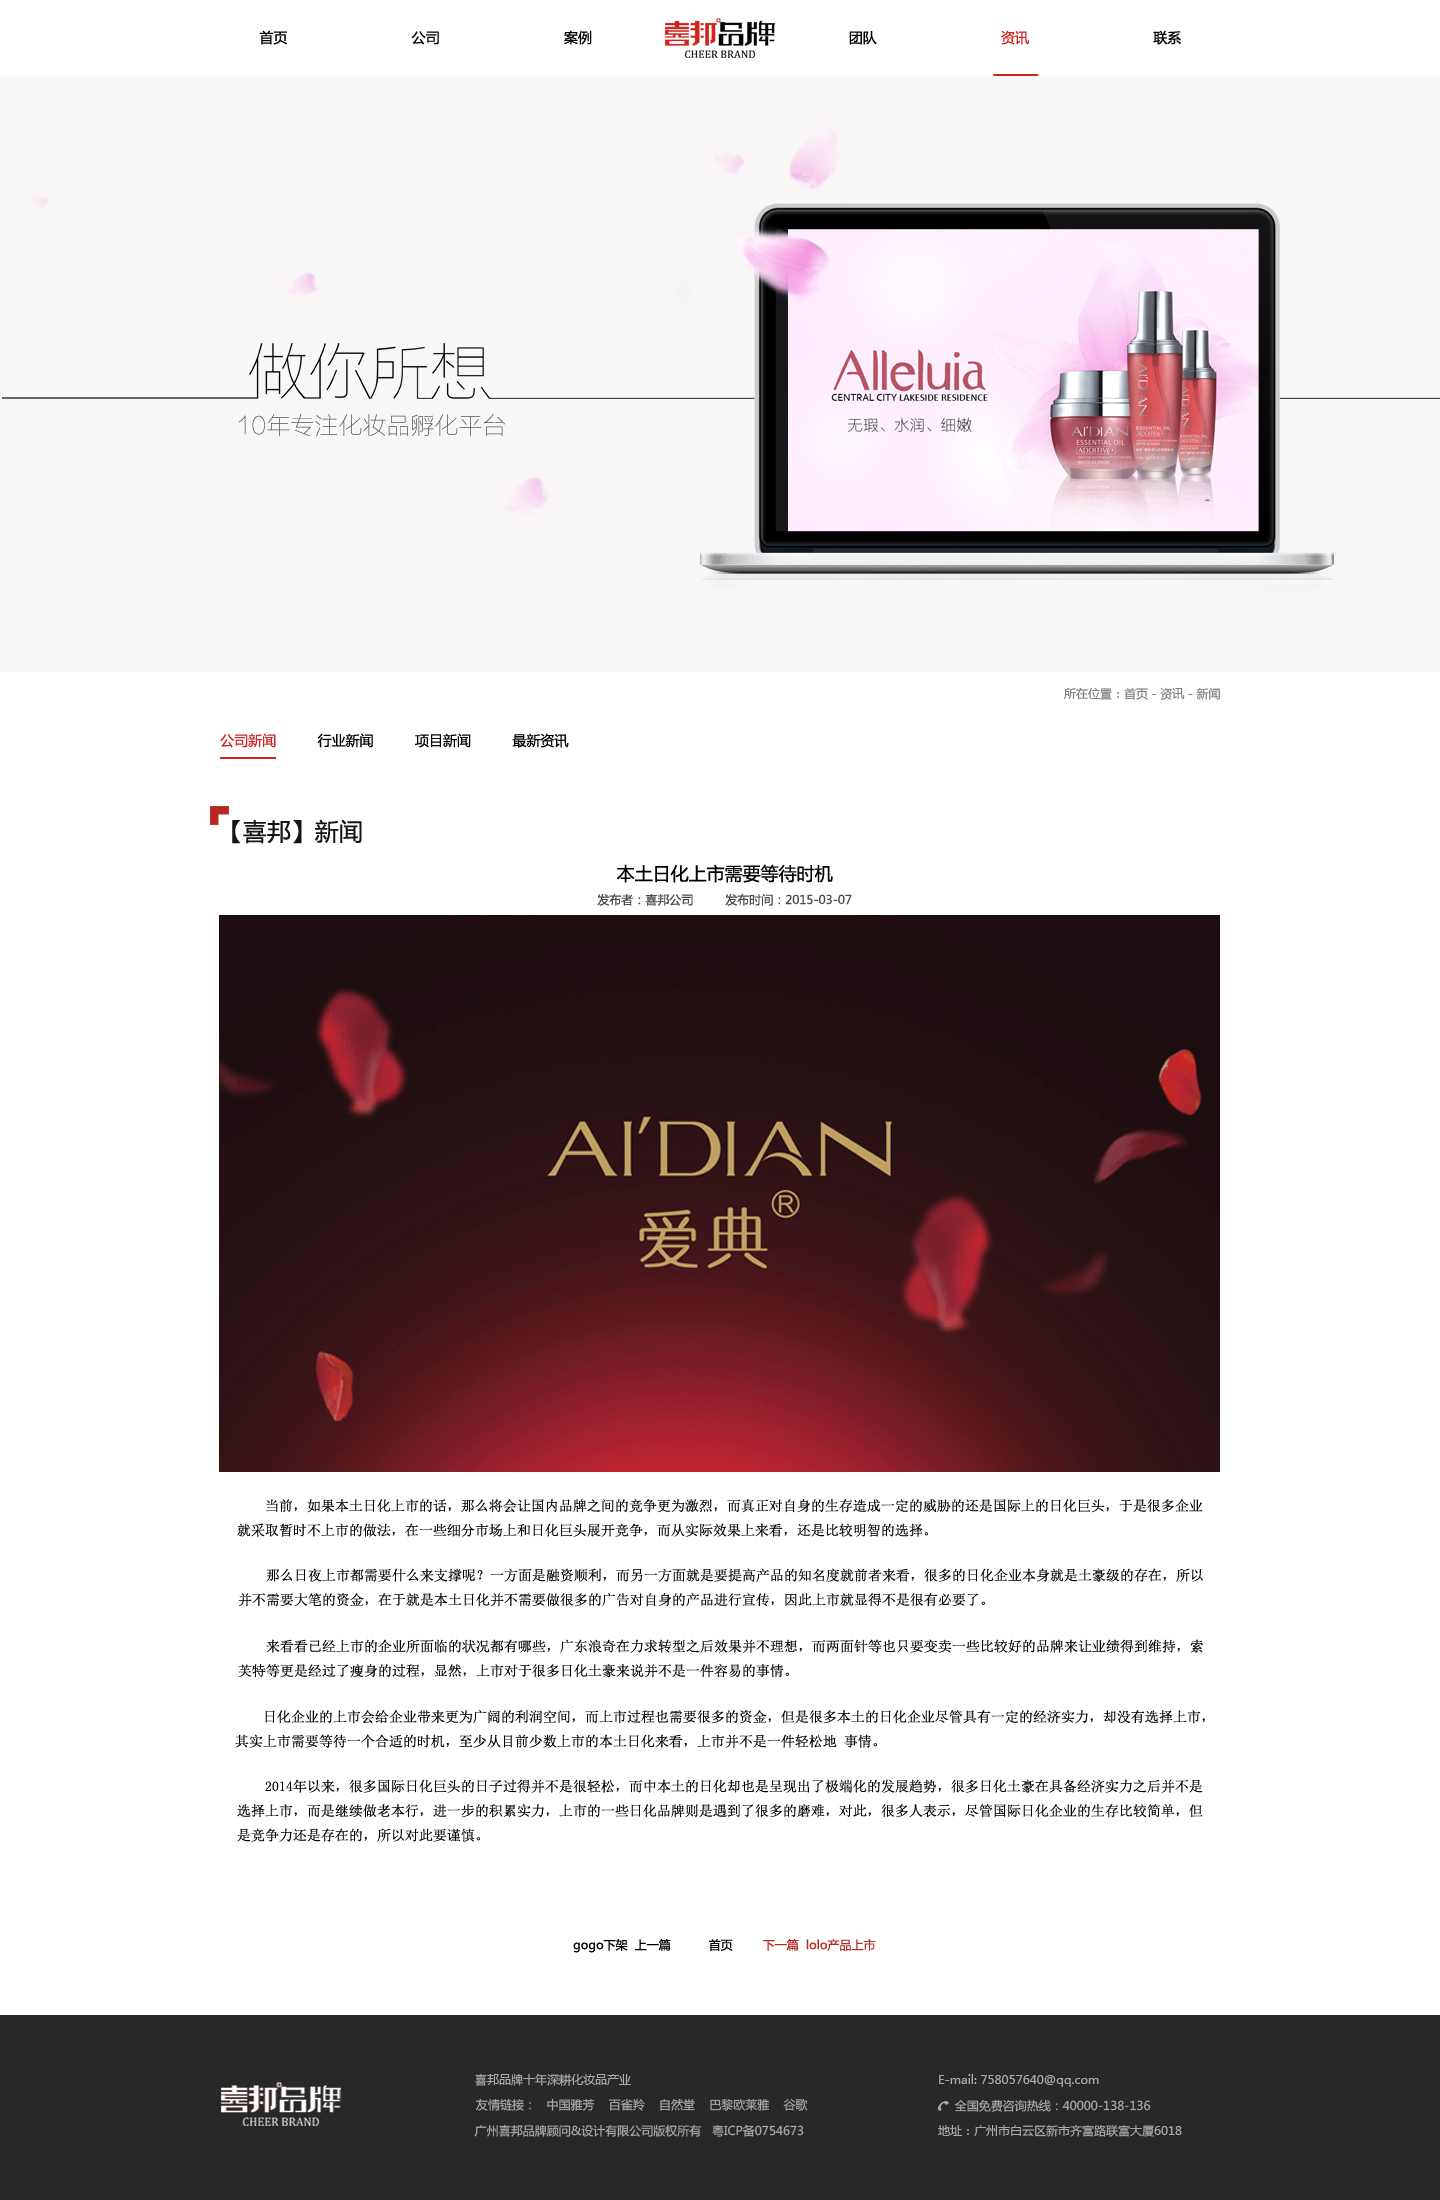 首页 公司 案例 喜邦品牌 团队 资讯 联系
CHEER BRAND
做你所想
10年专注化妆品孵化平台
Alleluia
CENTRAL CITY LAKESIDE RESIDENCE
无瑕、水润、细嫩
AI'DIAN
ESSENTIAL OIL
ADDITIVE
AI'DIAN
ESSENTIAL OIL
ADDITIVE
AI'DIAN
ESSENTIAL OIL
ADDITIVE
所在位置：首页 - 资讯 - 新闻
公司新闻 行业新闻 项目新闻 最新资讯
【喜邦】新闻
本土日化上市需要等待时机
发布者：喜邦公司 发布时间：2015-03-07
AI'DIAN
爱典®
当前，如果本土日化上市的话，那么将会让国内品牌之间的竞争更为激烈，而真正对自身的生存造成一定的威胁的还是国际上的日化巨头，于是很多企业
就采取暂时不上市的做法，在一些细分市场上和日化巨头展开竞争，而从实际效果上来看，还是比较明智的选择。
那么日夜上市都需要什么来支撑呢？一方面是融资顺利，而另一方面就是要提高产品的知名度就前者来看，很多的日化企业本身就是土豪级的存在，所以
并不需要大笔的资金，在于就是本土日化并不需要做很多的广告对自身的产品进行宣传，因此上市就显得不是很有必要了。
来看看已经上市的企业所面临的状况都有哪些，广东浪奇在力求转型之后效果并不理想，而两面针等也只要变卖一些比较好的品牌来让业绩得到维持，索
芙特等更是经过了瘦身的过程，显然，上市对于很多日化土豪来说并不是一件容易的事情。
日化企业的上市会给企业带来更为广阔的利润空间，而上市过程也需要很多的资金，但是很多本土的日化企业尽管具有一定的经济实力，却没有选择上市，
其实上市需要等待一个合适的时机，至少从目前少数上市的本土日化来看，上市并不是一件轻松地 事情。
2014年以来，很多国际日化巨头的日子过得并不是很轻松，而中本土的日化却也是呈现出了极端化的发展趋势，很多日化土豪在具备经济实力之后并不是
选择上市，而是继续做老本行，进一步的积累实力，上市的一些日化品牌则是遇到了很多的磨难，对此，很多人表示，尽管国际日化企业的生存比较简单，但
是竞争力还是存在的，所以对此要谨慎。
gogo下架 上一篇 首页 下一篇 lolo产品上市
喜邦品牌
CHEER BRAND
喜邦品牌十年深耕化妆品产业
友情链接： 中国雅芳 百雀羚 自然堂 巴黎欧莱雅 谷歌
广州喜邦品牌顾问&设计有限公司版权所有 粤ICP备0754673
E-mail: 758057640@qq.com
全国免费咨询热线：40000-138-136
地址：广州市白云区新市齐富路联富大厦6018